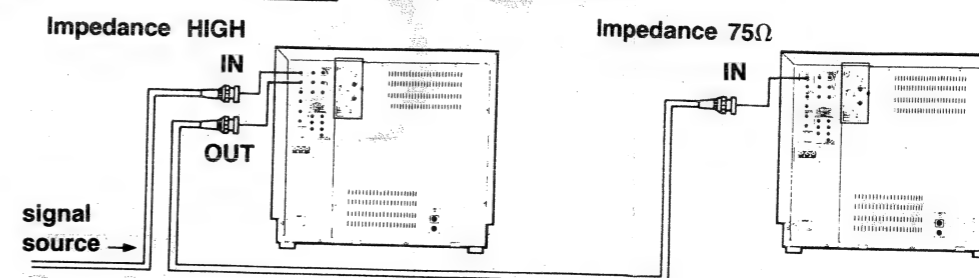 Impedance HIGH
IN
OUT
signal
source
Impedance 75Ω
IN